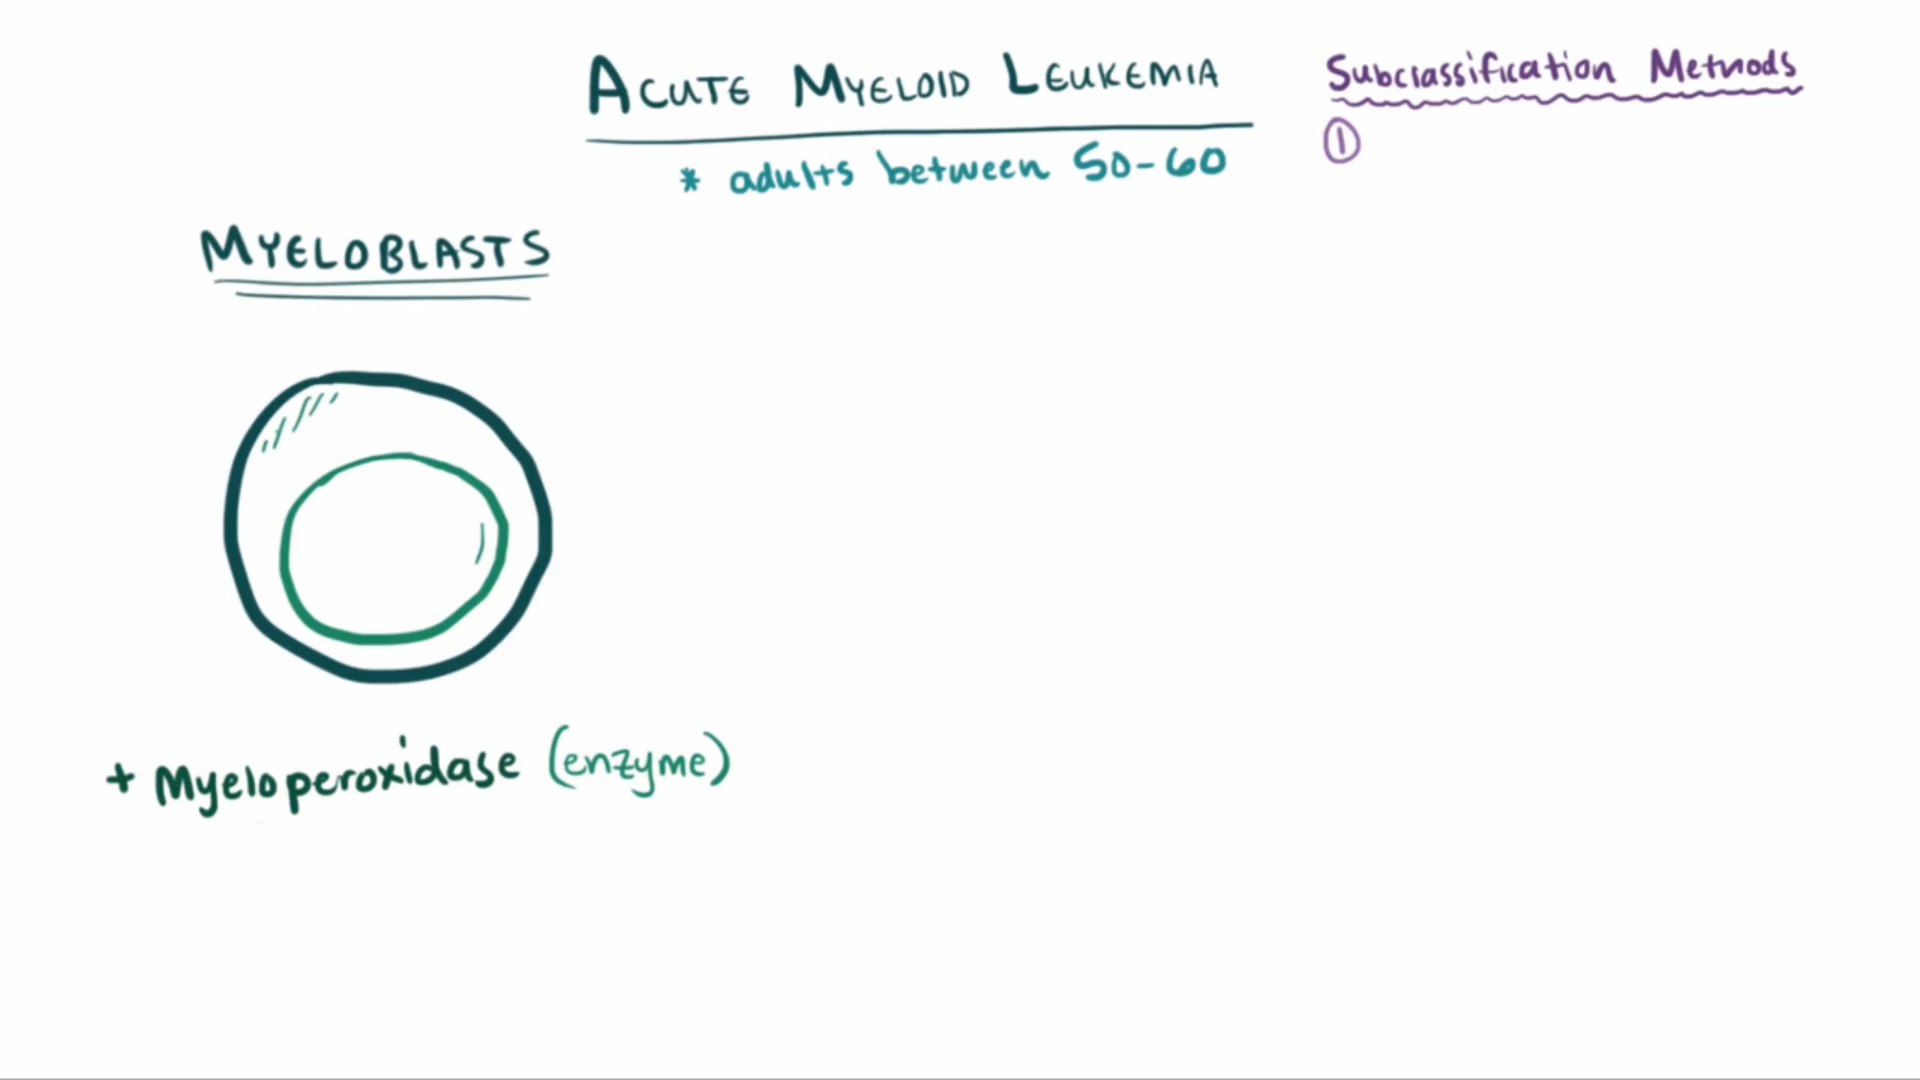 ACUTE MYELOID LEUKEMIA
* adults between 50-60
Subclassification Methods
①
MYELOBLASTS
+ Myeloperoxidase (enzyme)